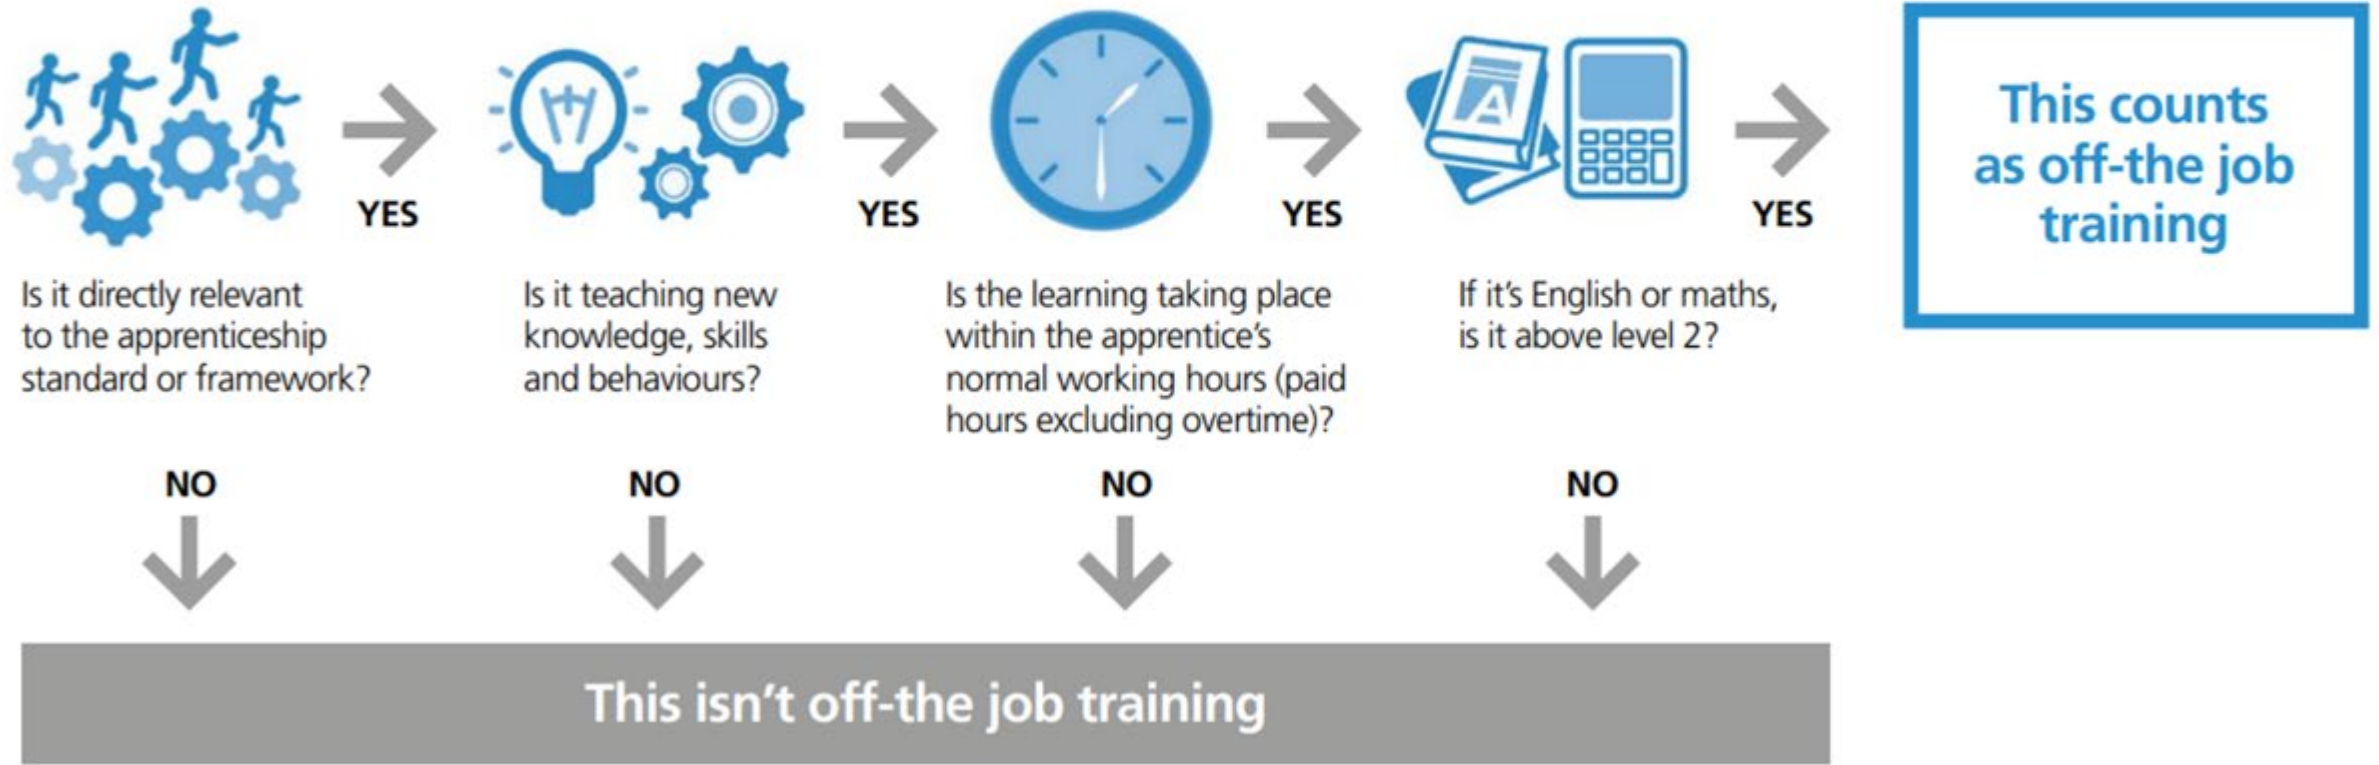 YES
YES
YES
YES
This counts
as off-the job
training
Is it directly relevant
to the apprenticeship
standard or framework?
Is it teaching new
knowledge, skills
and behaviours?
Is the learning taking place
within the apprentice's
normal working hours (paid
hours excluding overtime)?
If it's English or maths,
is it above level 2?
NO
NO
NO
NO
This isn't off-the job training
A